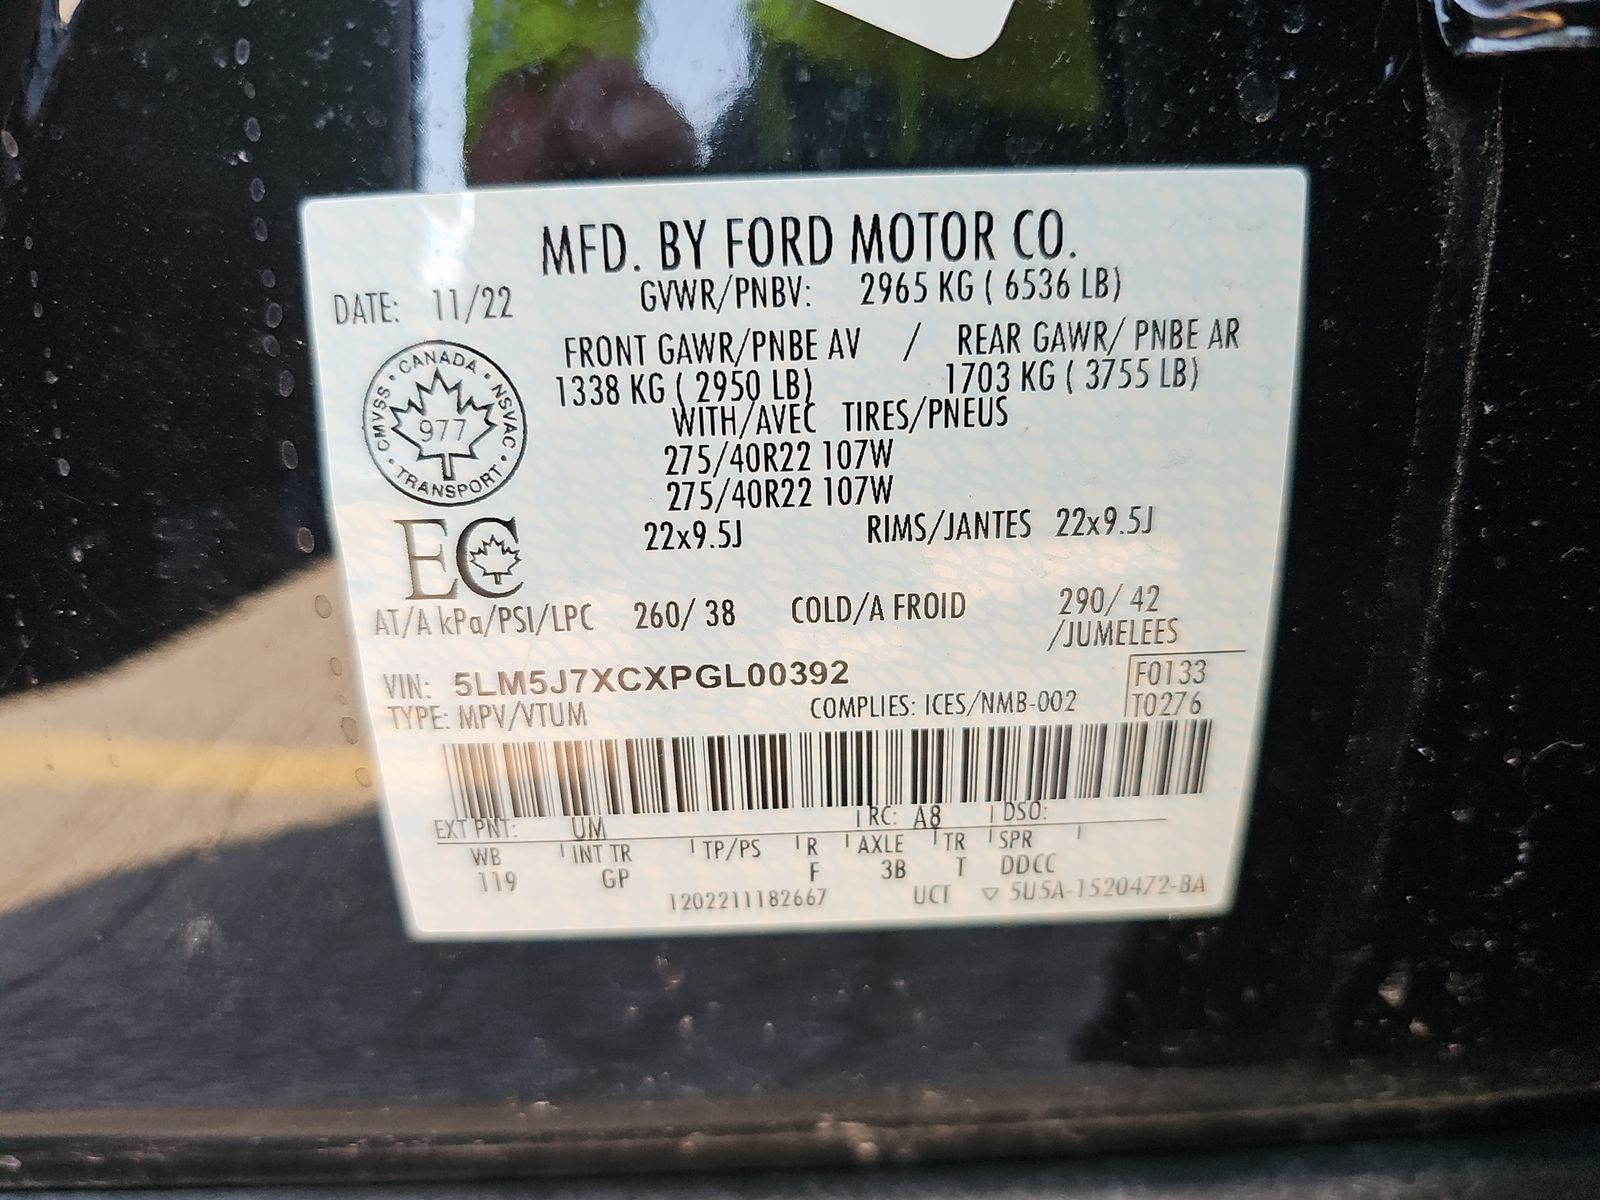 MFD. BY FORD MOTOR CO.
DATE: 11/22 GVWR/PNBV: 2965 KG ( 6536 LB)
FRONT GAWR/PNBE AV / REAR GAWR/ PNBE AR
1338 KG ( 2950 LB) 1703 KG ( 3755 LB)
WITH/AVEC TIRES/PNEUS
275/40R22 107W
275/40R22 107W
22x9.5J RIMS/JANTES 22x9.5J
CANADA · NSVAC · TRANSPORT · CMVSS ·
977
EC
AT/A kPa/PSI/LPC 260/ 38 COLD/A FROID 290/ 42
/JUMELEES
VIN: 5LM5J7XCXPGL00392 F0133
TYPE: MPV/VTUM COMPLIES: ICES/NMB-002 T0276
EXT PNT: UM RC: A8 DSO:
WB INT TR TP/PS R AXLE TR SPR
119 GP F 3B T DDCC
1202211182667 UCT ▽ 5U5A-1520472-BA